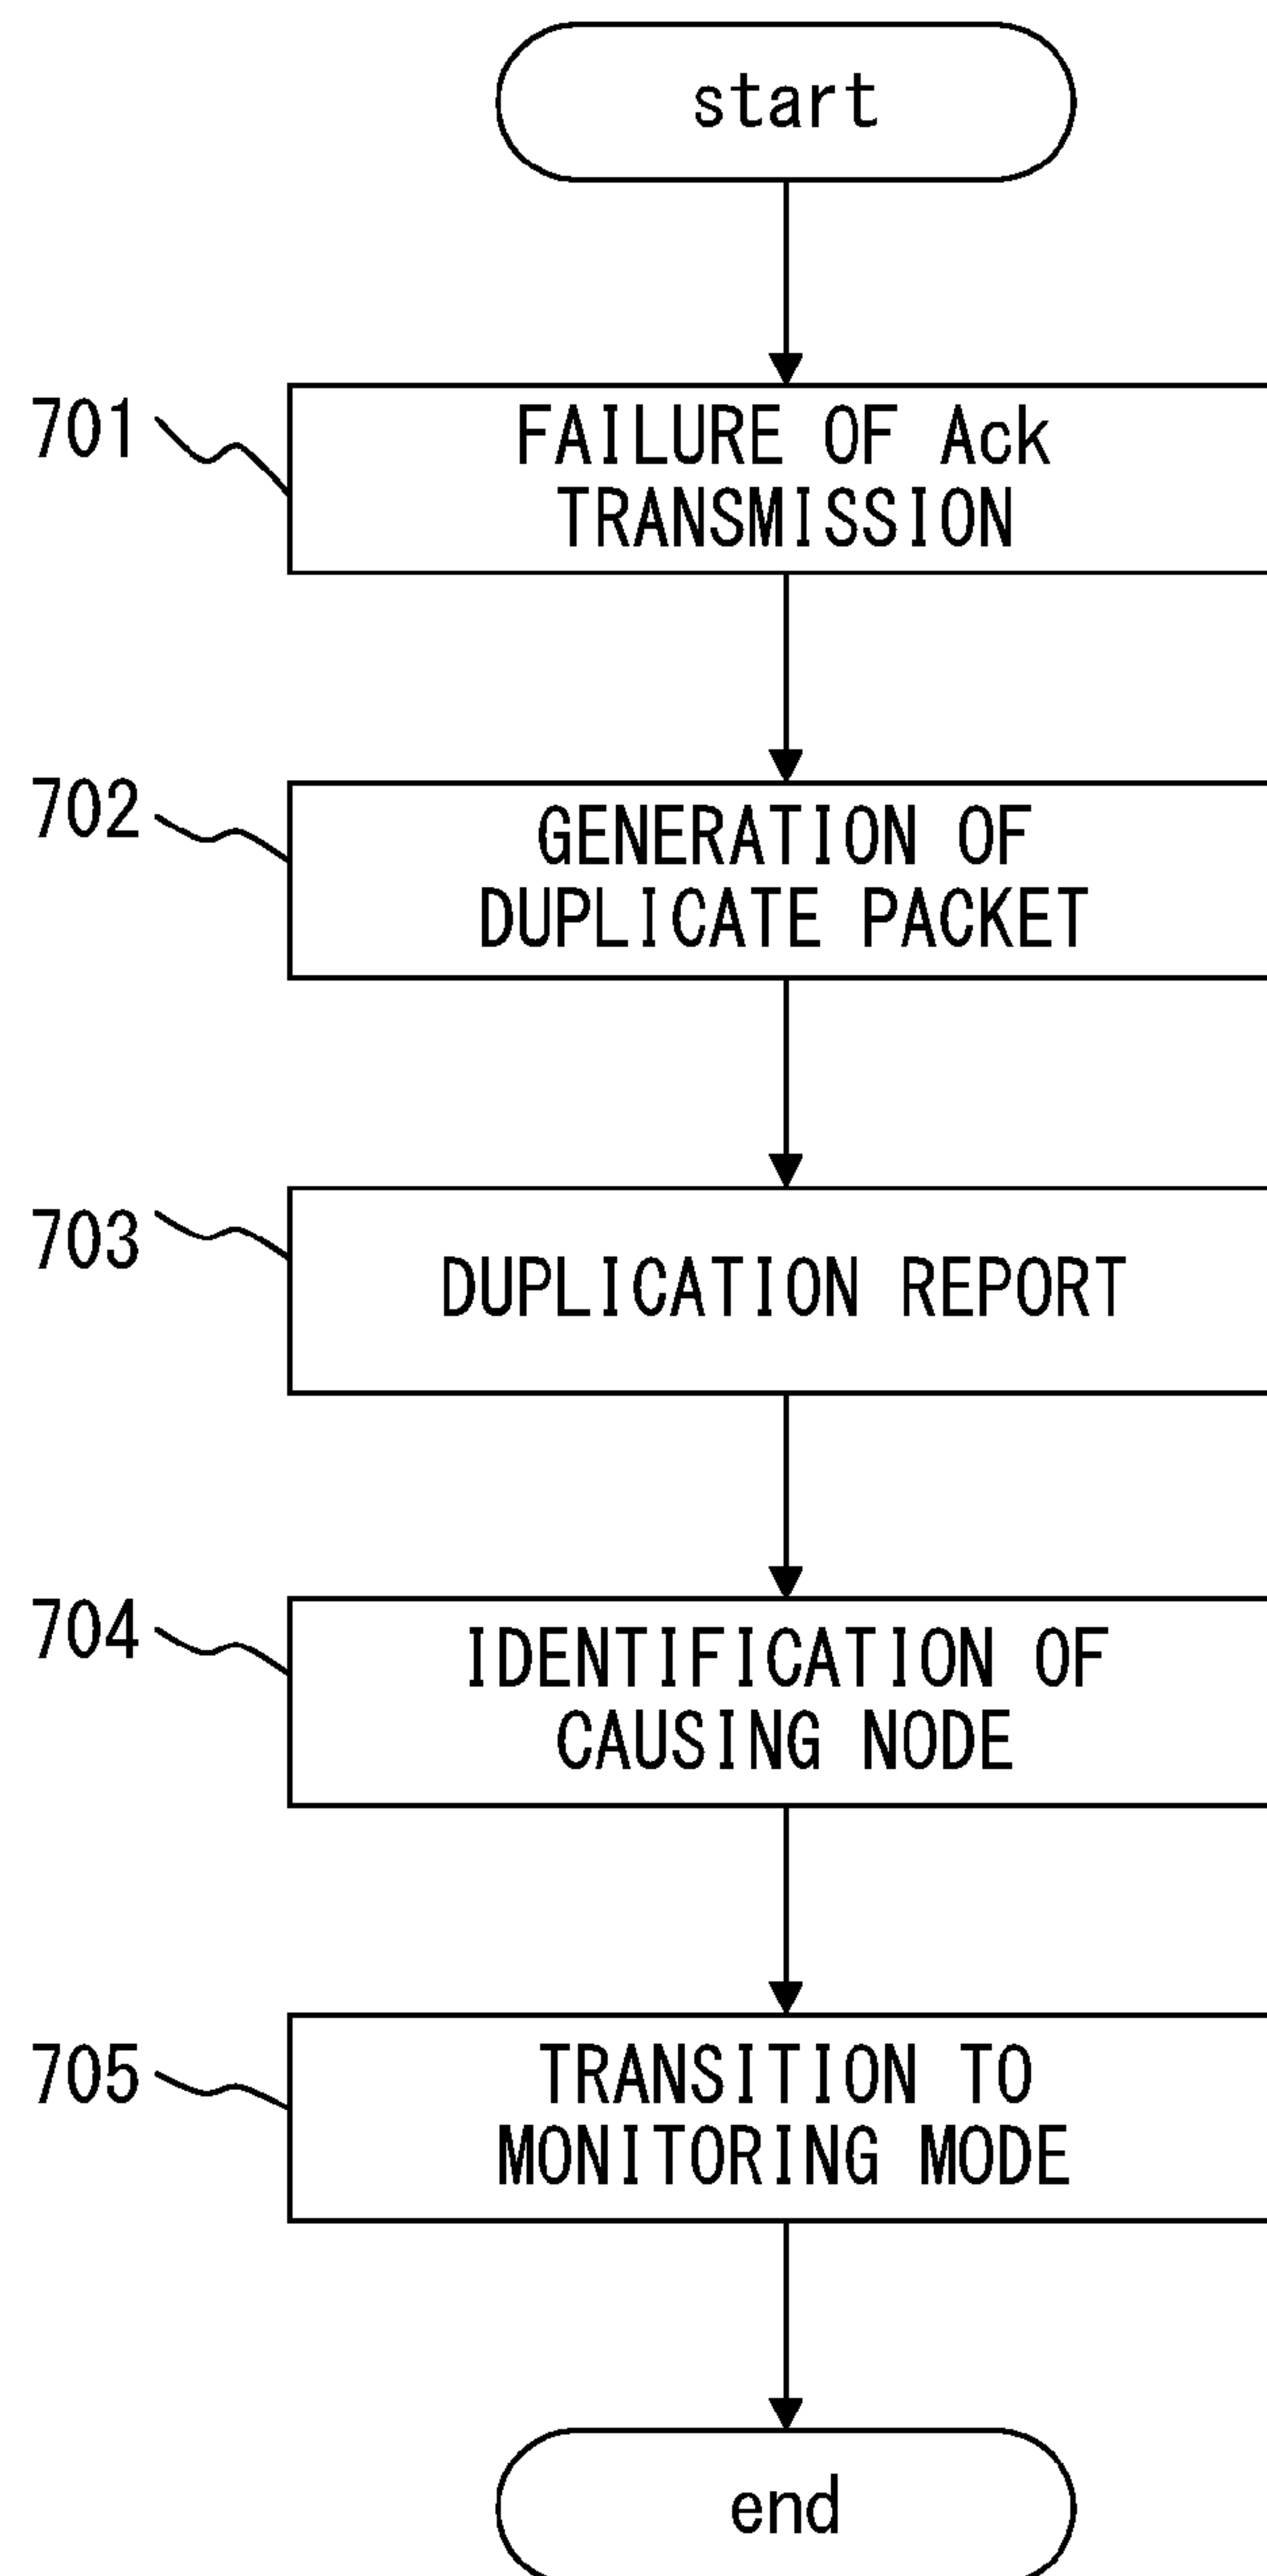 start
701
FAILURE OF Ack
TRANSMISSION
702
GENERATION OF
DUPLICATE PACKET
703
DUPLICATION REPORT
704
IDENTIFICATION OF
CAUSING NODE
705
TRANSITION TO
MONITORING MODE
end